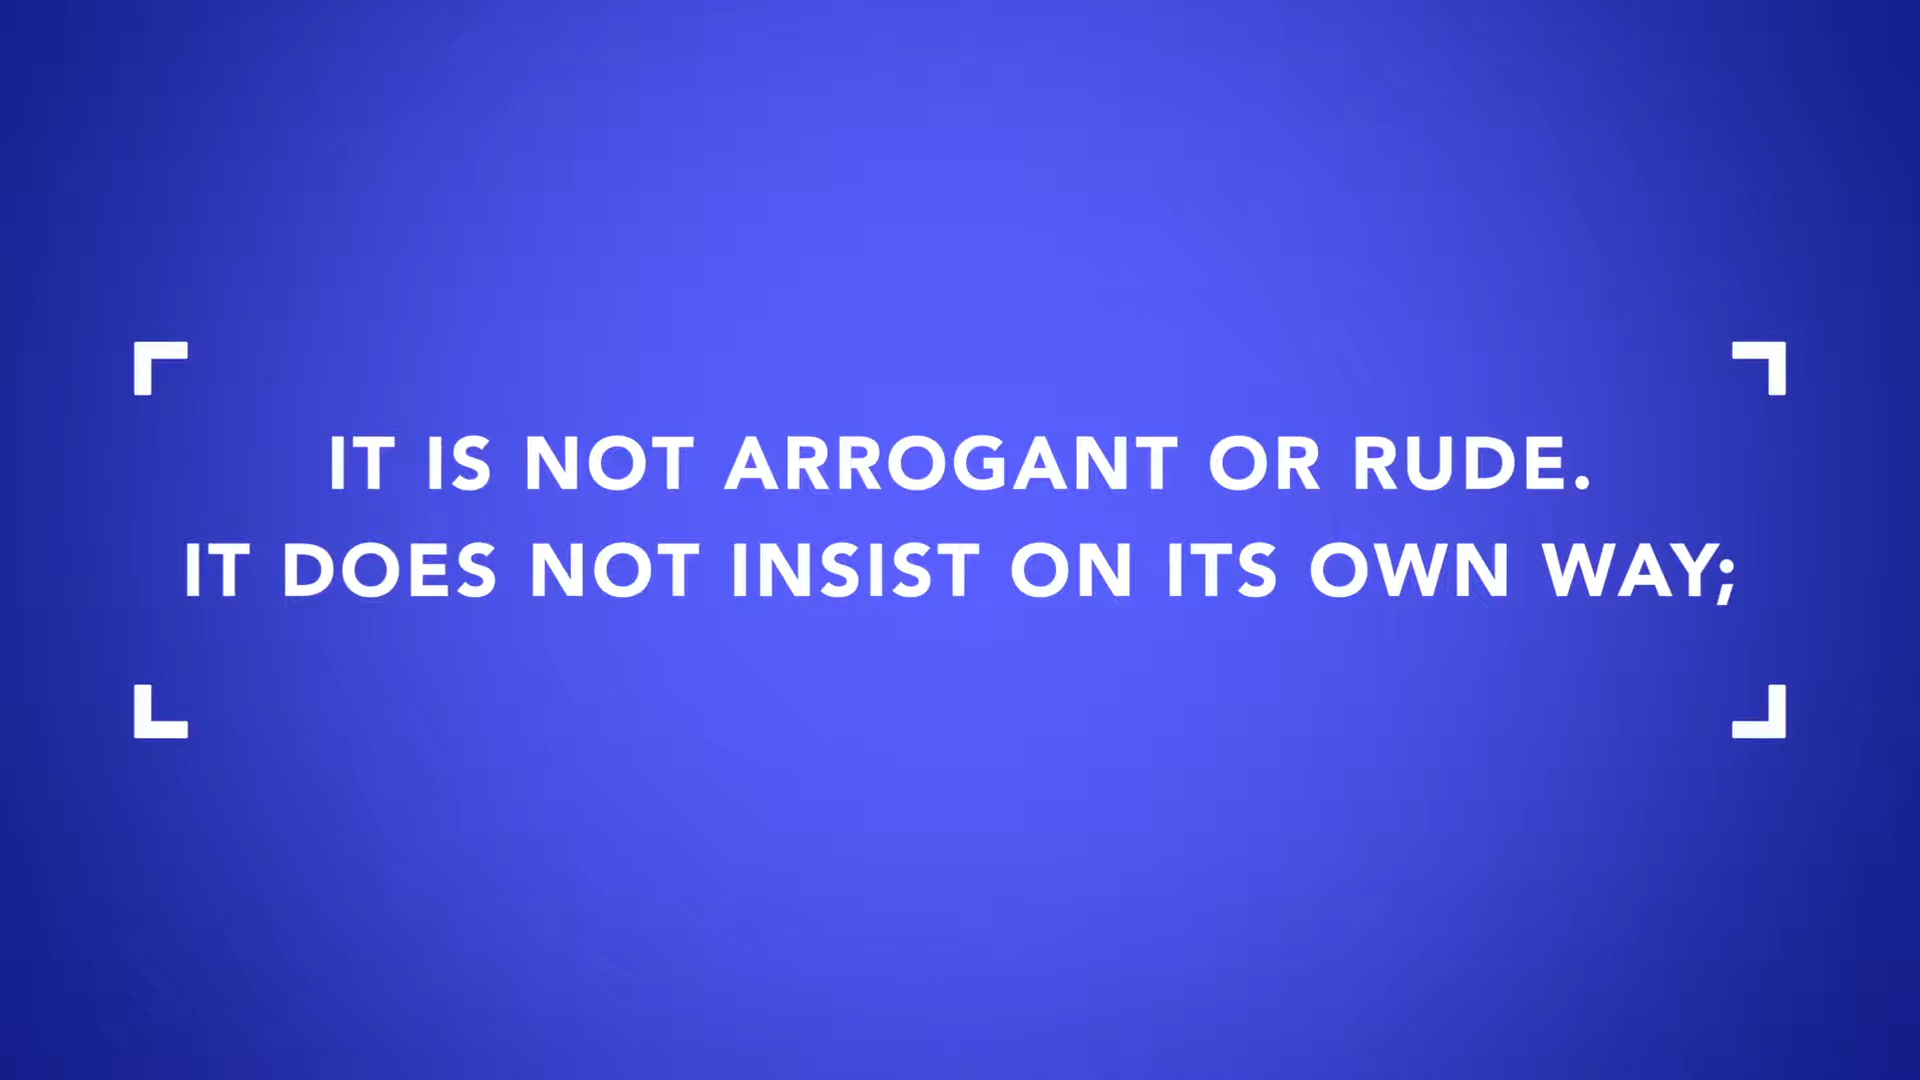 IT IS NOT ARROGANT OR RUDE.
IT DOES NOT INSIST ON ITS OWN WAY;